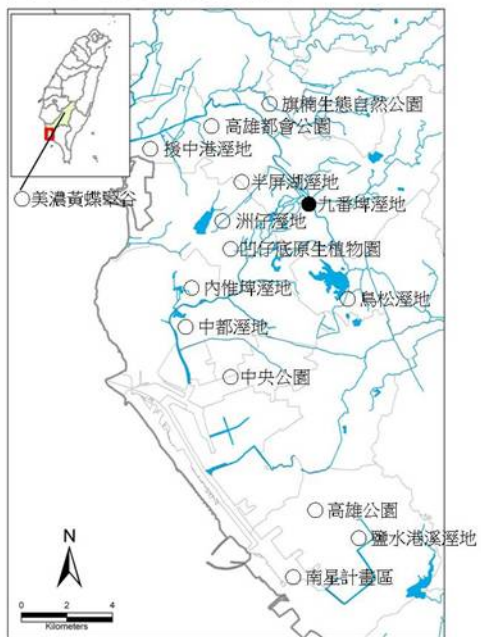 旗楠生態自然公園
高雄都會公園
援中港溼地
半屏湖溼地
美濃黃蝶翠谷
九番埤溼地
洲仔溼地
凹仔底原生植物園
內惟埤溼地
鳥松溼地
中都溼地
中央公園
高雄公園
鹽水港溪溼地
南星計畫區
N
0 2 4
Kilometers